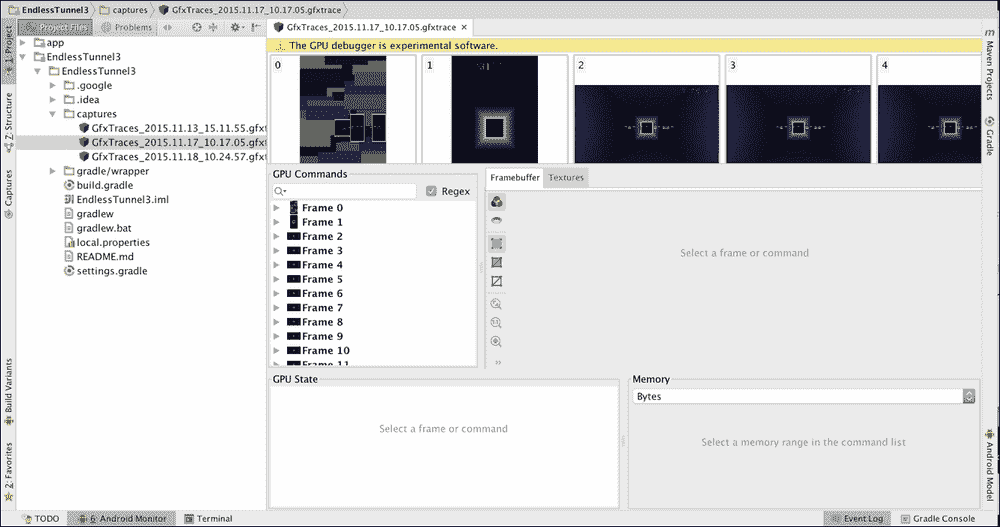 EndlessTunnel3 captures GfxTraces_2015.11.17_10.17.05.gfxtrace
1: Project
Z: Structure
Captures
Build Variants
2: Favorites
Project Files Problems
app
EndlessTunnel3
EndlessTunnel3
.google
.idea
captures
GfxTraces_2015.11.13_15.11.55.gfxt
GfxTraces_2015.11.17_10.17.05.gfxt
GfxTraces_2015.11.18_10.24.57.gfxt
gradle/wrapper
build.gradle
EndlessTunnel3.iml
gradlew
gradlew.bat
local.properties
README.md
settings.gradle
GfxTraces_2015.11.17_10.17.05.gfxtrace
The GPU debugger is experimental software.
0 1 2 3 4
GPU Commands
Regex
Frame 0
Frame 1
Frame 2
Frame 3
Frame 4
Frame 5
Frame 6
Frame 7
Frame 8
Frame 9
Frame 10
Frame 11
Framebuffer Textures
Select a frame or command
GPU State
Select a frame or command
Memory
Bytes
Select a memory range in the command list
m
Maven Projects
Gradle
Android Model
TODO 6: Android Monitor Terminal Event Log Gradle Console